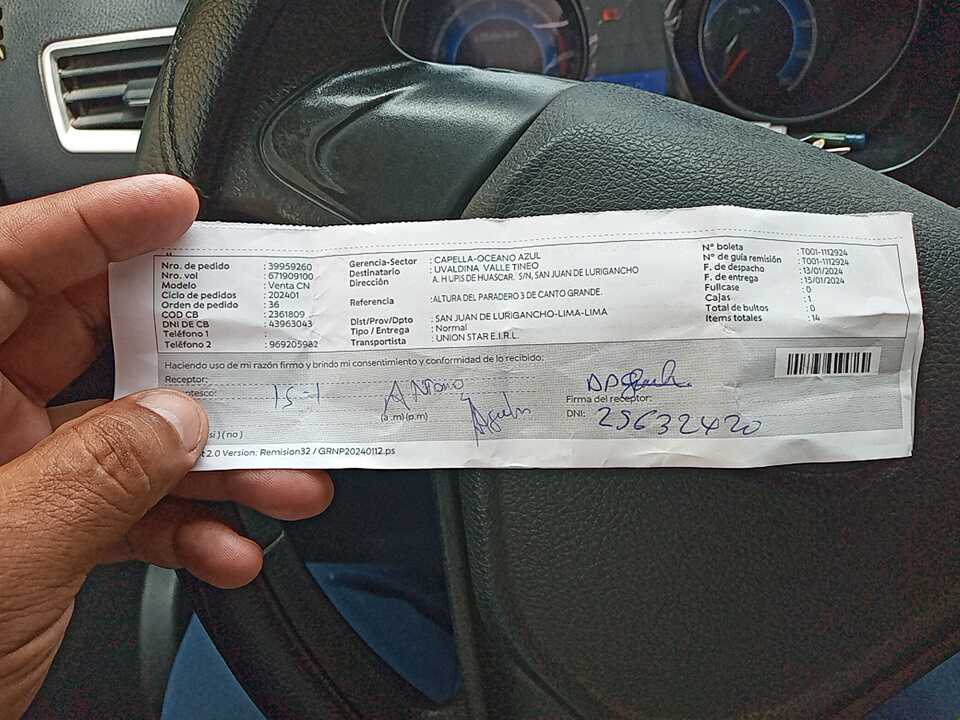 Nro. de pedido : 39959260
Nro. vol : 671909100
Modelo : Venta CN
Ciclo de pedidos : 202401
Orden de pedido : 36
COD CB : 2361809
DNI DE CB : 43963043
Teléfono 1 :
Teléfono 2 : 969205982
Gerencia-Sector : CAPELLA-OCEANO AZUL
Destinatario : UVALDINA VALLE TINEO
Dirección : A. H UPIS DE HUASCAR. S/N, SAN JUAN DE LURIGANCHO
Referencia : ALTURA DEL PARADERO 3 DE CANTO GRANDE.
Dist/Prov/Dpto : SAN JUAN DE LURIGANCHO-LIMA-LIMA
Tipo / Entrega : Normal
Transportista : UNION STAR E.I.R.L.
N° boleta : T001-1112924
N° de guía remisión : T001-1112924
F. de despacho : 13/01/2024
F. de entrega : 15/01/2024
Fullcase : 0
Cajas : 1
Total de bultos : 0
Items totales : 14
Haciendo uso de mi razón firmo y brindo mi consentimiento y conformidad de lo recibido:
Receptor:
ntesco: 15-1 Antonio
(a .m) (p.m)
Firma del receptor:
DNI: 25632420
si ) ( no )
t 2.0 Version: Remision32 / GRNP20240112.ps